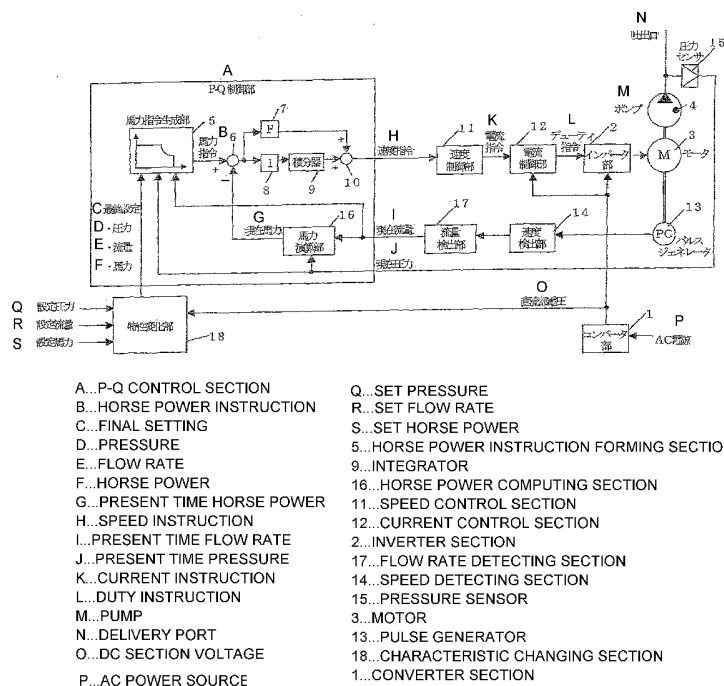 N
吐出口
15
圧力
センサ
A
P-Q制御部
M
ポンプ
4
馬力指令生成部
5
7
F
B
馬力
指令
6
+
−
8
I
積分器
9
+
+
10
H
速度指令
11
速度
制御部
K
電流
指令
12
電流
制御部
L
デューティ
指令
2
インバータ
部
3
M
モータ
C 最終設定
D・圧力
E・流量
F・馬力
G
現在馬力
16
馬力
演算部
I
現在流量
J
現在圧力
17
流量
検出部
14
速度
検出部
13
PG
パルス
ジェネレータ
O
直流部電圧
Q 設定圧力
R 設定流量
S 設定馬力
特性変化部
18
1
コンバータ
部
P
AC電源
A...P-Q CONTROL SECTION
B...HORSE POWER INSTRUCTION
C...FINAL SETTING
D...PRESSURE
E...FLOW RATE
F...HORSE POWER
G...PRESENT TIME HORSE POWER
H...SPEED INSTRUCTION
I...PRESENT TIME FLOW RATE
J...PRESENT TIME PRESSURE
K...CURRENT INSTRUCTION
L...DUTY INSTRUCTION
M...PUMP
N...DELIVERY PORT
O...DC SECTION VOLTAGE
P...AC POWER SOURCE
Q...SET PRESSURE
R...SET FLOW RATE
S...SET HORSE POWER
5...HORSE POWER INSTRUCTION FORMING SECTIO
9...INTEGRATOR
16...HORSE POWER COMPUTING SECTION
11...SPEED CONTROL SECTION
12...CURRENT CONTROL SECTION
2...INVERTER SECTION
17...FLOW RATE DETECTING SECTION
14...SPEED DETECTING SECTION
15...PRESSURE SENSOR
3...MOTOR
13...PULSE GENERATOR
18...CHARACTERISTIC CHANGING SECTION
1...CONVERTER SECTION